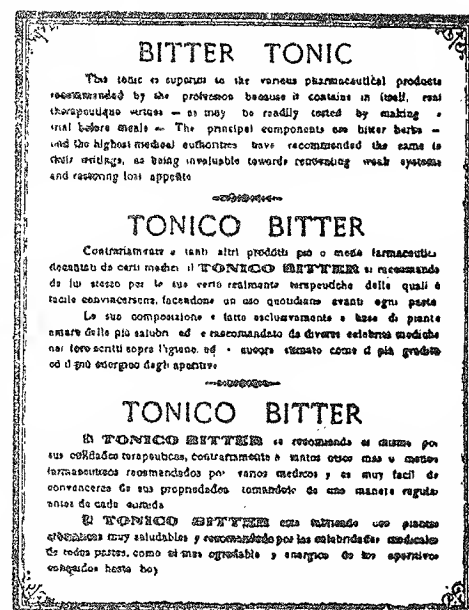 BITTER TONIC
This tonic is superior to the various pharmaceutical products
recommended by the profession because it contains in itself, real
therapoutique virtues — as may be readily tested by making a
trial before meals — The principal components are bitter herbs —
and the highest medical authorities have recommended the same in
their writings, as being invaluable towards renovating weak systems
and restoring lost appetite
TONICO BITTER
Contrariamente a tanti altri prodotti più o meno farmaceutici
decantati da certi medici il TONICO BITTER si raccomanda
da lui stesso per le sue vertù realmente terapeutiche delle quali è
facile convincersene, facendone un uso quotidiano avanti ogni pasto
La sua composizione è fatta esclusivamente a base di piante
amare delle più salubri ed è raccomandato da diverse celebrità mediche
nei loro scritti sopra l'igiene, ed è ancora stimato come il più gradito
ed il più energico degli aperitivi
TONICO BITTER
El TONICO BITTER se recomienda el mismo por
sus calidades terapeuticas, contrariamente a tantos otros mas o menos
farmaceuticos recomendados por varios medicos y es muy facil de
convencerse de sus propriedades tomandole de una manera regular
antes de cada comida
El TONICO BITTER esta fabricado con plantas
aromaticas muy saludables y recomendado por las celebridades medicales
de todos partes, como el mas agradable y energico de los aperitivos
conocidos hasta hoy